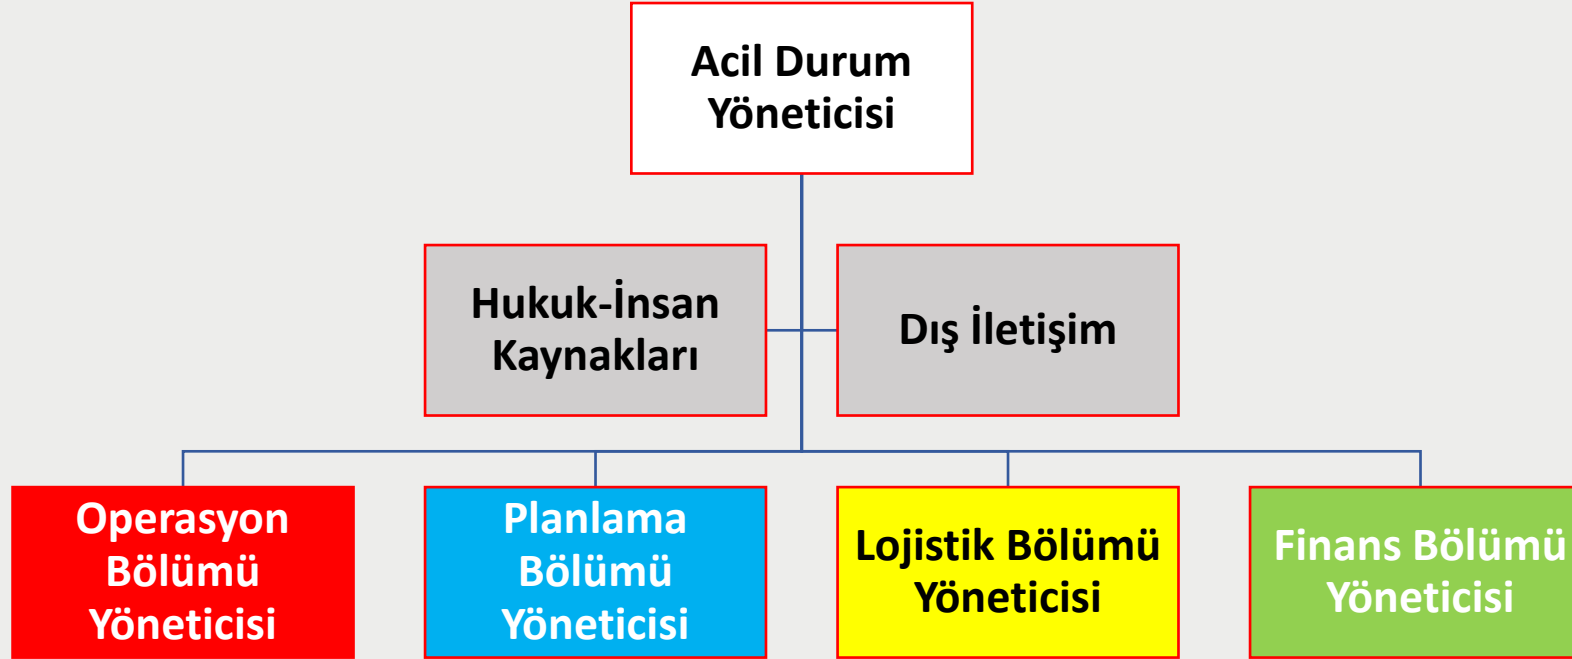 Acil Durum
Yöneticisi
Hukuk-İnsan
Kaynakları
Dış İletişim
Operasyon
Bölümü
Yöneticisi
Planlama
Bölümü
Yöneticisi
Lojistik Bölümü
Yöneticisi
Finans Bölümü
Yöneticisi